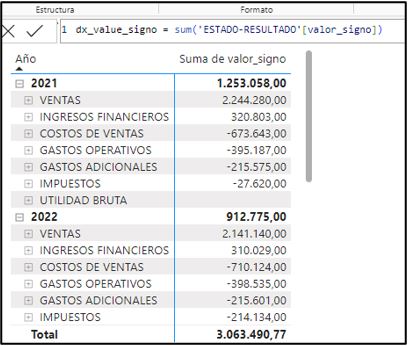 Estructura Formato
1 dx_value_signo = sum('ESTADO-RESULTADO'[valor_signo])
Año Suma de valor_signo
2021 1.253.058,00
VENTAS 2.244.280,00
INGRESOS FINANCIEROS 320.803,00
COSTOS DE VENTAS -673.643,00
GASTOS OPERATIVOS -395.187,00
GASTOS ADICIONALES -215.575,00
IMPUESTOS -27.620,00
UTILIDAD BRUTA
2022 912.775,00
VENTAS 2.141.140,00
INGRESOS FINANCIEROS 310.029,00
COSTOS DE VENTAS -710.124,00
GASTOS OPERATIVOS -398.535,00
GASTOS ADICIONALES -215.601,00
IMPUESTOS -214.134,00
Total 3.063.490,77